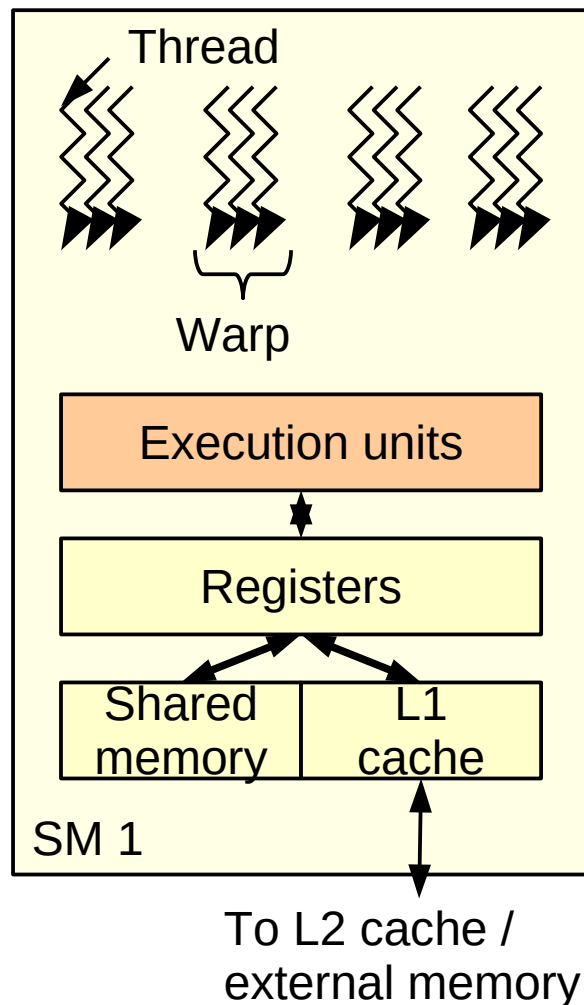 Thread
Warp
Execution units
Registers
Shared
memory
L1
cache
SM 1
To L2 cache /
external memory